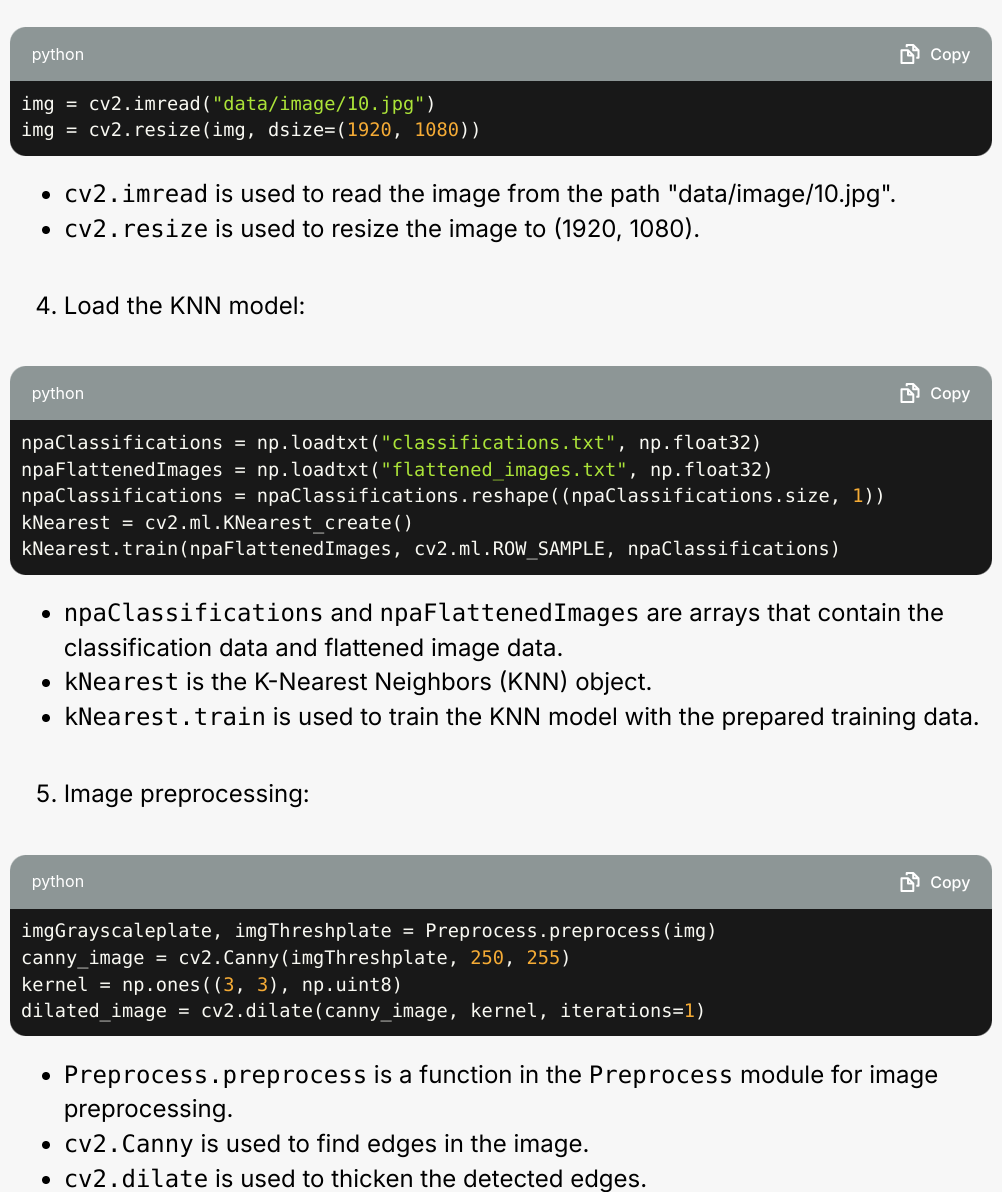 python Copy
img = cv2.imread("data/image/10.jpg")
img = cv2.resize(img, dsize=(1920, 1080))
• cv2.imread is used to read the image from the path "data/image/10.jpg".
• cv2.resize is used to resize the image to (1920, 1080).
4. Load the KNN model:
python Copy
npaClassifications = np.loadtxt("classifications.txt", np.float32)
npaFlattenedImages = np.loadtxt("flattened_images.txt", np.float32)
npaClassifications = npaClassifications.reshape((npaClassifications.size, 1))
kNearest = cv2.ml.KNearest_create()
kNearest.train(npaFlattenedImages, cv2.ml.ROW_SAMPLE, npaClassifications)
• npaClassifications and npaFlattenedImages are arrays that contain the
classification data and flattened image data.
• kNearest is the K-Nearest Neighbors (KNN) object.
• kNearest.train is used to train the KNN model with the prepared training data.
5. Image preprocessing:
python Copy
imgGrayscaleplate, imgThreshplate = Preprocess.preprocess(img)
canny_image = cv2.Canny(imgThreshplate, 250, 255)
kernel = np.ones((3, 3), np.uint8)
dilated_image = cv2.dilate(canny_image, kernel, iterations=1)
• Preprocess.preprocess is a function in the Preprocess module for image
preprocessing.
• cv2.Canny is used to find edges in the image.
• cv2.dilate is used to thicken the detected edges.